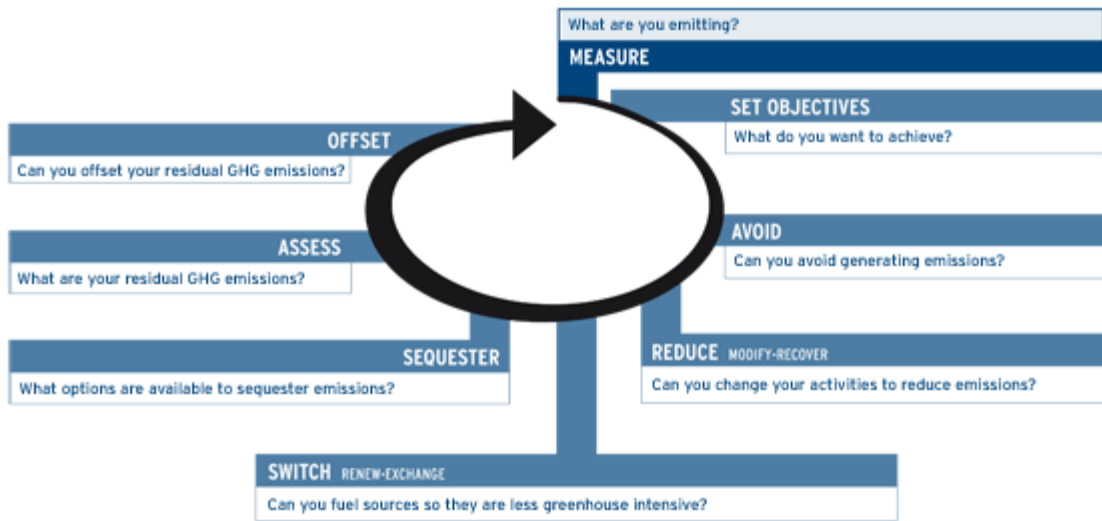 What are you emitting?
MEASURE
SET OBJECTIVES
What do you want to achieve?
AVOID
Can you avoid generating emissions?
REDUCE MODIFY-RECOVER
Can you change your activities to reduce emissions?
SWITCH RENEW-EXCHANGE
Can you fuel sources so they are less greenhouse intensive?
SEQUESTER
What options are available to sequester emissions?
ASSESS
What are your residual GHG emissions?
OFFSET
Can you offset your residual GHG emissions?